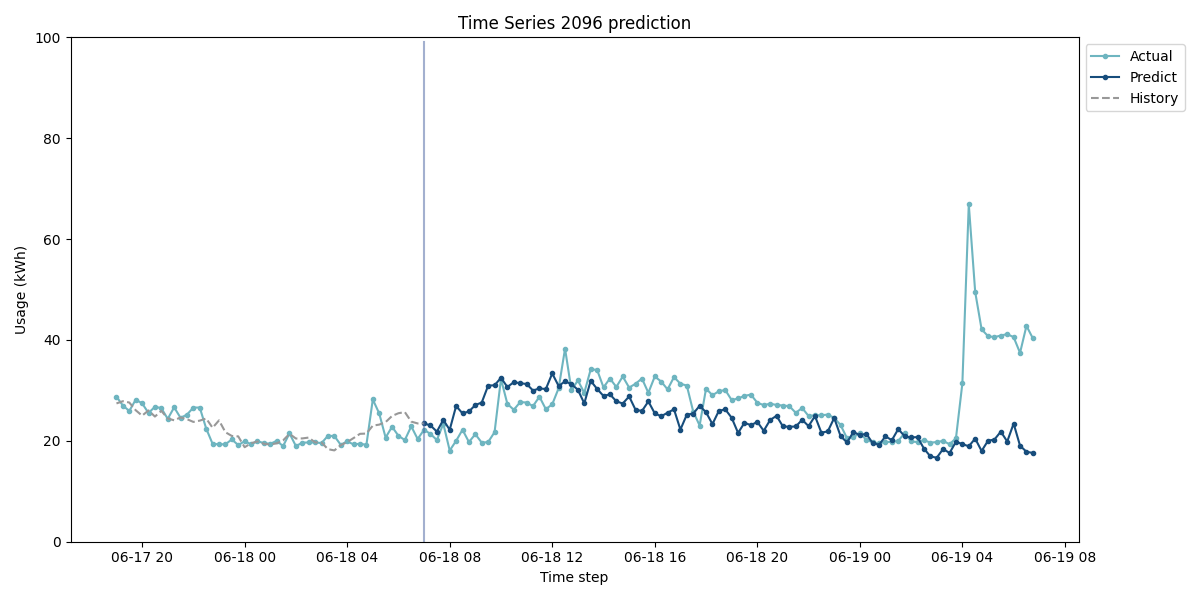 Time Series 2096 prediction
100
80
60
40
20
0
Usage (kWh)
06-17 20
06-18 00
06-18 04
06-18 08
06-18 12
06-18 16
06-18 20
06-19 00
06-19 04
06-19 08
Time step
Actual
Predict
History